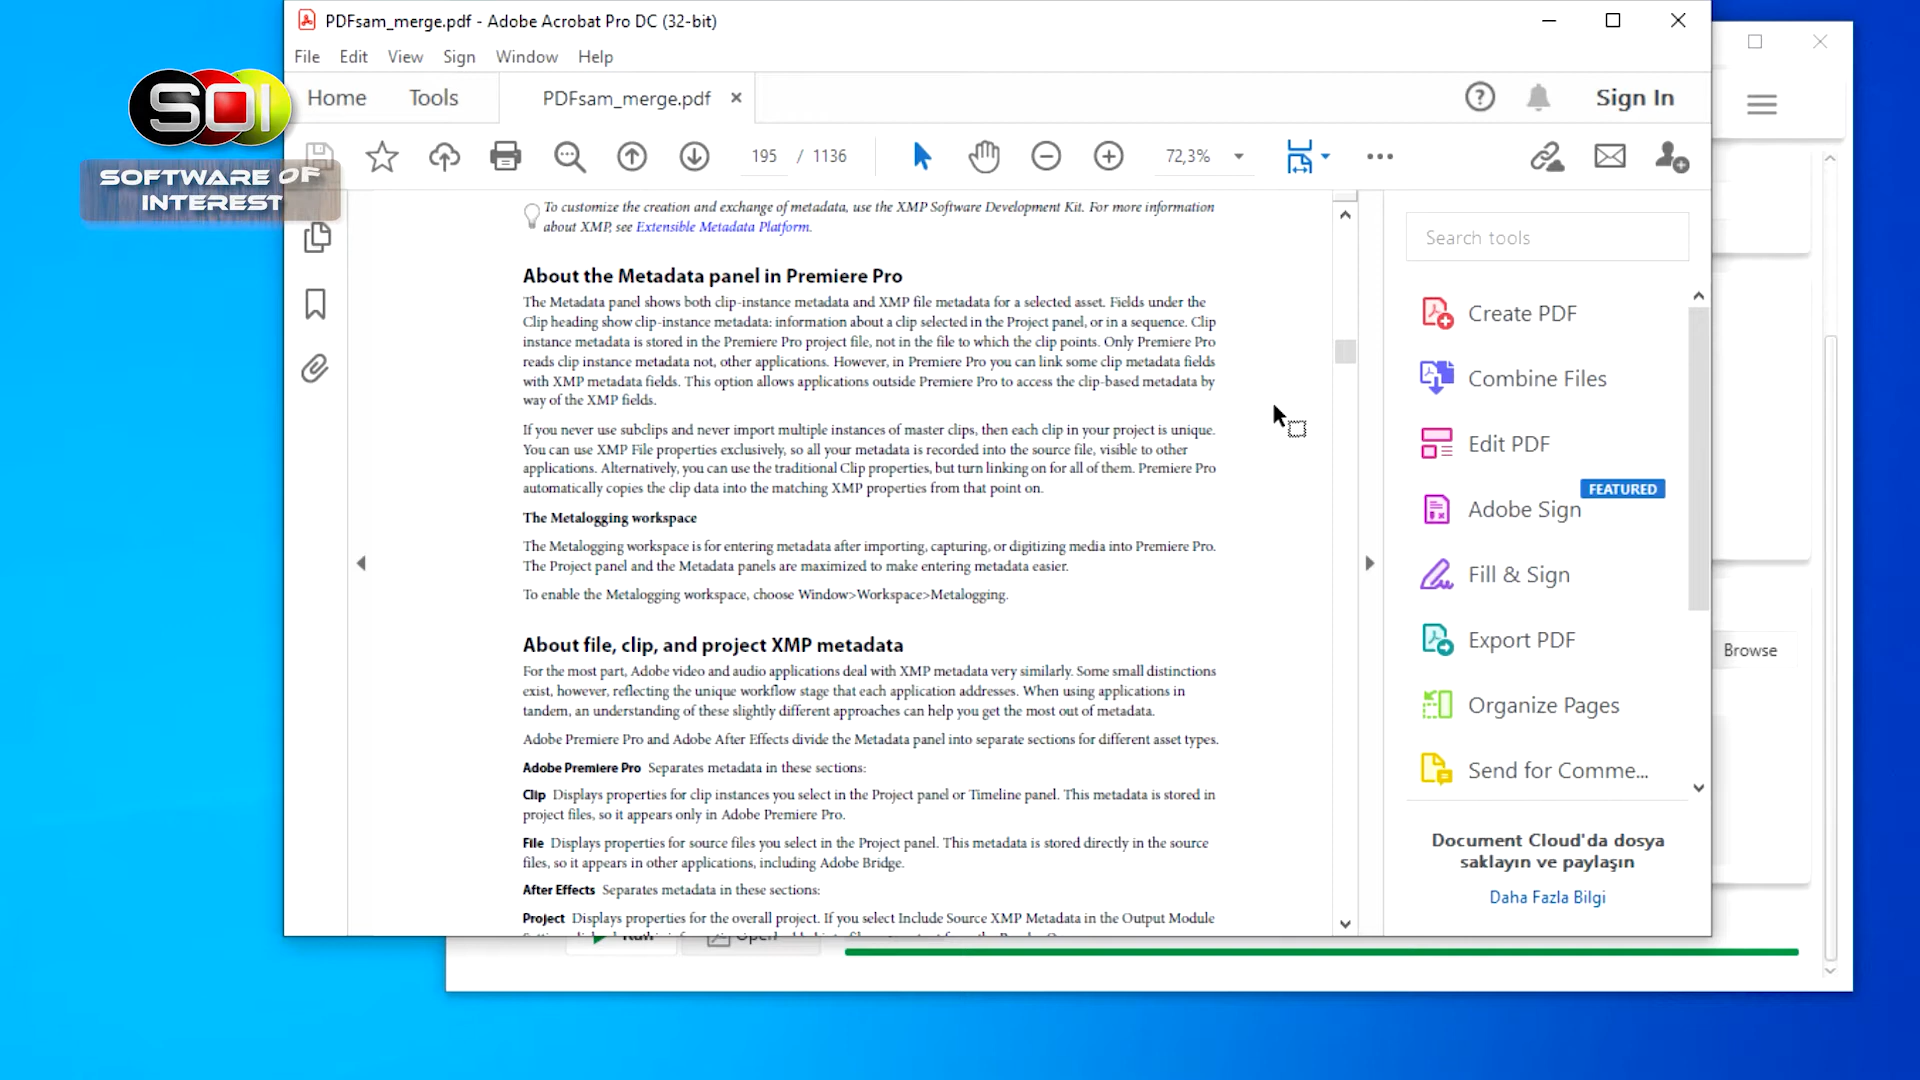 PDFsam_merge.pdf - Adobe Acrobat Pro DC (32-bit)
File Edit View Sign Window Help
Home Tools PDFsam_merge.pdf Sign In
195 / 1136 72,3%
SOI
SOFTWARE OF
INTEREST
To customize the creation and exchange of metadata, use the XMP Software Development Kit. For more information
about XMP, see Extensible Metadata Platform.
About the Metadata panel in Premiere Pro
The Metadata panel shows both clip-instance metadata and XMP file metadata for a selected asset. Fields under the
Clip heading show clip-instance metadata: information about a clip selected in the Project panel, or in a sequence. Clip
instance metadata is stored in the Premiere Pro project file, not in the file to which the clip points. Only Premiere Pro
reads clip instance metadata not, other applications. However, in Premiere Pro you can link some clip metadata fields
with XMP metadata fields. This option allows applications outside Premiere Pro to access the clip-based metadata by
way of the XMP fields.
If you never use subclips and never import multiple instances of master clips, then each clip in your project is unique.
You can use XMP File properties exclusively, so all your metadata is recorded into the source file, visible to other
applications. Alternatively, you can use the traditional Clip properties, but turn linking on for all of them. Premiere Pro
automatically copies the clip data into the matching XMP properties from that point on.
The Metalogging workspace
The Metalogging workspace is for entering metadata after importing, capturing, or digitizing media into Premiere Pro.
The Project panel and the Metadata panels are maximized to make entering metadata easier.
To enable the Metalogging workspace, choose Window>Workspace>Metalogging.
About file, clip, and project XMP metadata
For the most part, Adobe video and audio applications deal with XMP metadata very similarly. Some small distinctions
exist, however, reflecting the unique workflow stage that each application addresses. When using applications in
tandem, an understanding of these slightly different approaches can help you get the most out of metadata.
Adobe Premiere Pro and Adobe After Effects divide the Metadata panel into separate sections for different asset types.
Adobe Premiere Pro Separates metadata in these sections:
Clip Displays properties for clip instances you select in the Project panel or Timeline panel. This metadata is stored in
project files, so it appears only in Adobe Premiere Pro.
File Displays properties for source files you select in the Project panel. This metadata is stored directly in the source
files, so it appears in other applications, including Adobe Bridge.
After Effects Separates metadata in these sections:
Project Displays properties for the overall project. If you select Include Source XMP Metadata in the Output Module
Search tools
Create PDF
Combine Files
Edit PDF
FEATURED
Adobe Sign
Fill & Sign
Export PDF
Organize Pages
Send for Comme...
Document Cloud'da dosya
saklayın ve paylaşın
Daha Fazla Bilgi
Browse